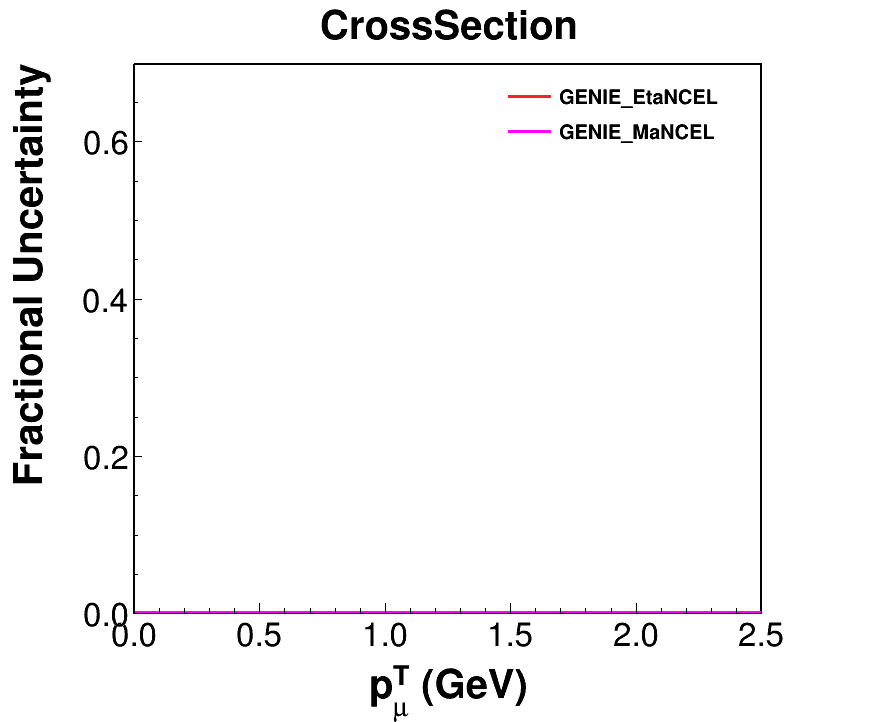 CrossSection
Fractional Uncertainty
GENIE_EtaNCEL
GENIE_MaNCEL
0.6
0.4
0.2
0.0
0.0 0.5 1.0 1.5 2.0 2.5
p_μ^T (GeV)